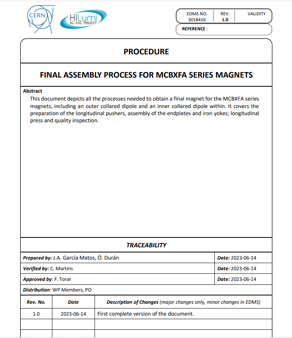 CERN
HiLumi
HL-LHC PROJECT
EDMS NO. REV. VALIDITY
3018416 1.0
REFERENCE :
PROCEDURE
FINAL ASSEMBLY PROCESS FOR MCBXFA SERIES MAGNETS
Abstract
This document depicts all the processes needed to obtain a final magnet for the MCBXFA series
magnets, including an outer collared dipole and an inner collared dipole within. It covers the
preparation of the longitudinal pushers, assembly of the endplates and iron yokes; longitudinal
press and quality inspection.
TRACEABILITY
Prepared by: J.A. García Matos, Ó. Durán Date: 2023-06-14
Verified by: C. Martins Date: 2023-06-14
Approved by: F. Toral Date: 2023-06-14
Distribution: WP Members, PO
Rev. No. Date Description of Changes (major changes only, minor changes in EDMS)
1.0 2023-06-14 First complete version of the document.